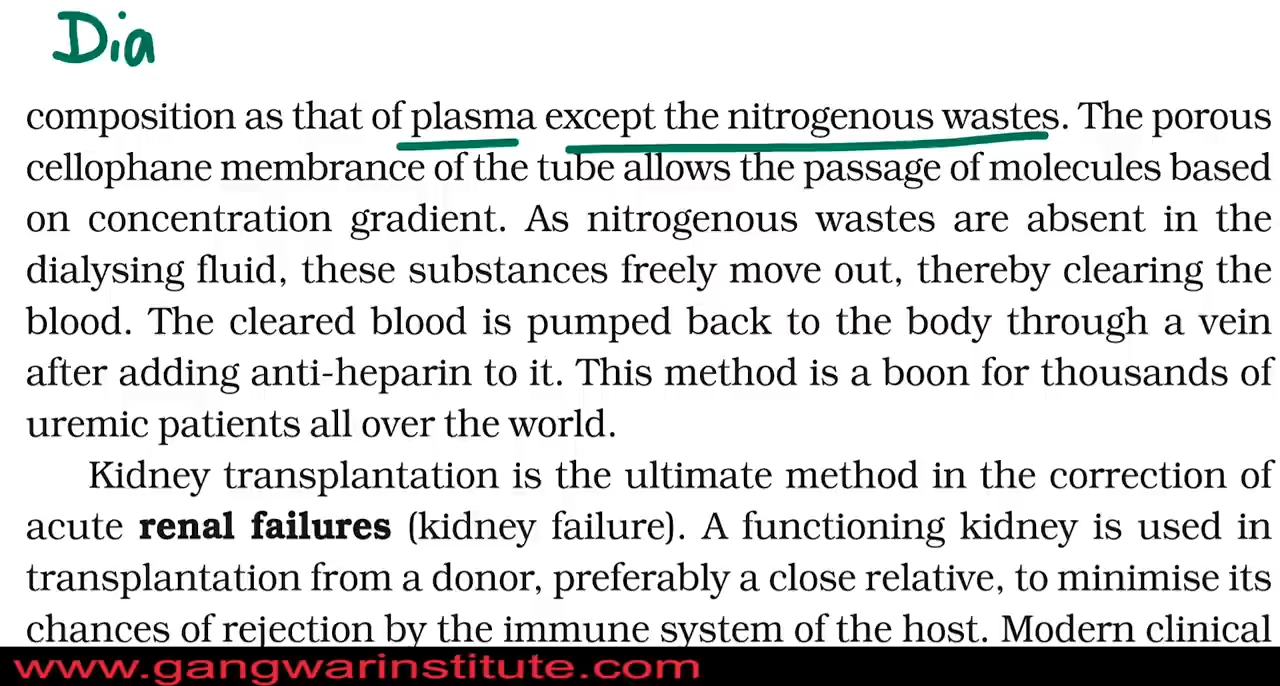 Dia
composition as that of plasma except the nitrogenous wastes. The porous
cellophane membrance of the tube allows the passage of molecules based
on concentration gradient. As nitrogenous wastes are absent in the
dialysing fluid, these substances freely move out, thereby clearing the
blood. The cleared blood is pumped back to the body through a vein
after adding anti-heparin to it. This method is a boon for thousands of
uremic patients all over the world.
Kidney transplantation is the ultimate method in the correction of
acute renal failures (kidney failure). A functioning kidney is used in
transplantation from a donor, preferably a close relative, to minimise its
chances of rejection by the immune system of the host. Modern clinical
www.gangwarinstitute.com